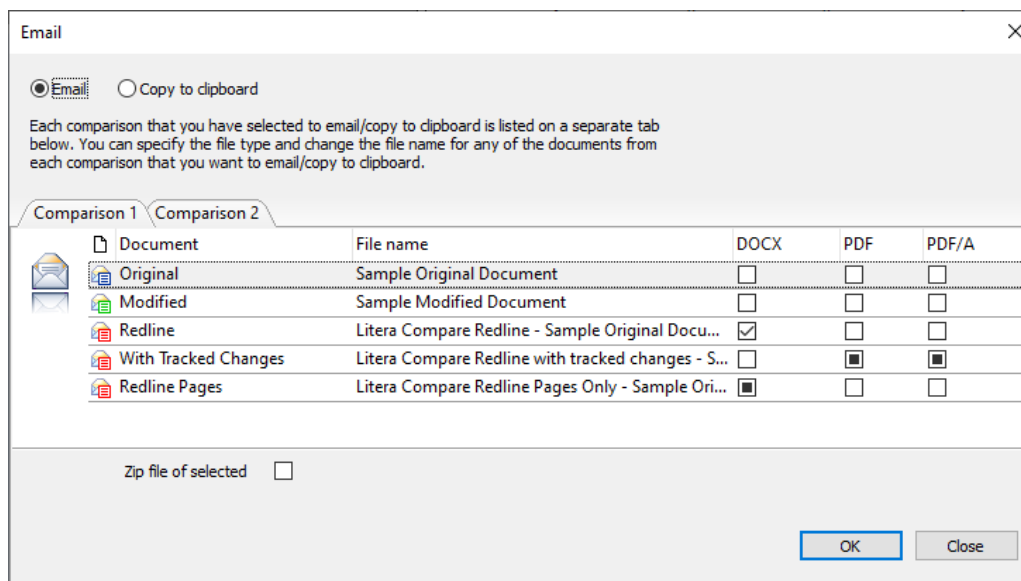 Email
Email Copy to clipboard
Each comparison that you have selected to email/copy to clipboard is listed on a separate tab
below. You can specify the file type and change the file name for any of the documents from
each comparison that you want to email/copy to clipboard.
Comparison 1 Comparison 2
Document File name DOCX PDF PDF/A
Original Sample Original Document
Modified Sample Modified Document
Redline Litera Compare Redline - Sample Original Docu...
With Tracked Changes Litera Compare Redline with tracked changes - S...
Redline Pages Litera Compare Redline Pages Only - Sample Ori...
Zip file of selected
OK Close